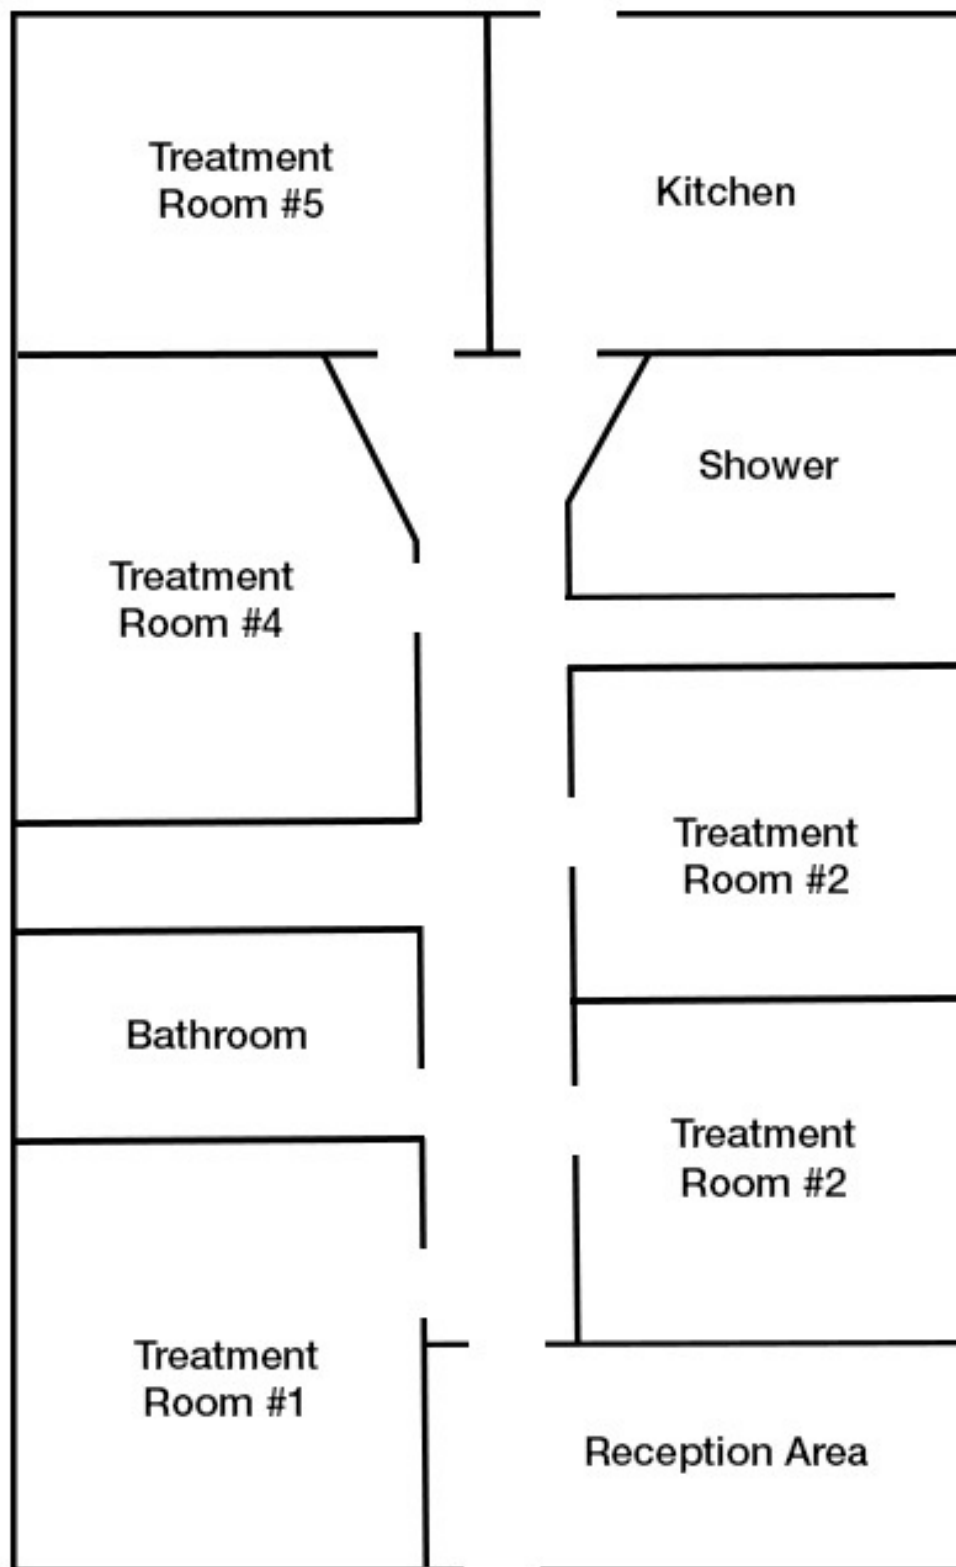 Treatment
Room #5
Kitchen
Shower
Treatment
Room #4
Treatment
Room #2
Bathroom
Treatment
Room #2
Treatment
Room #1
Reception Area